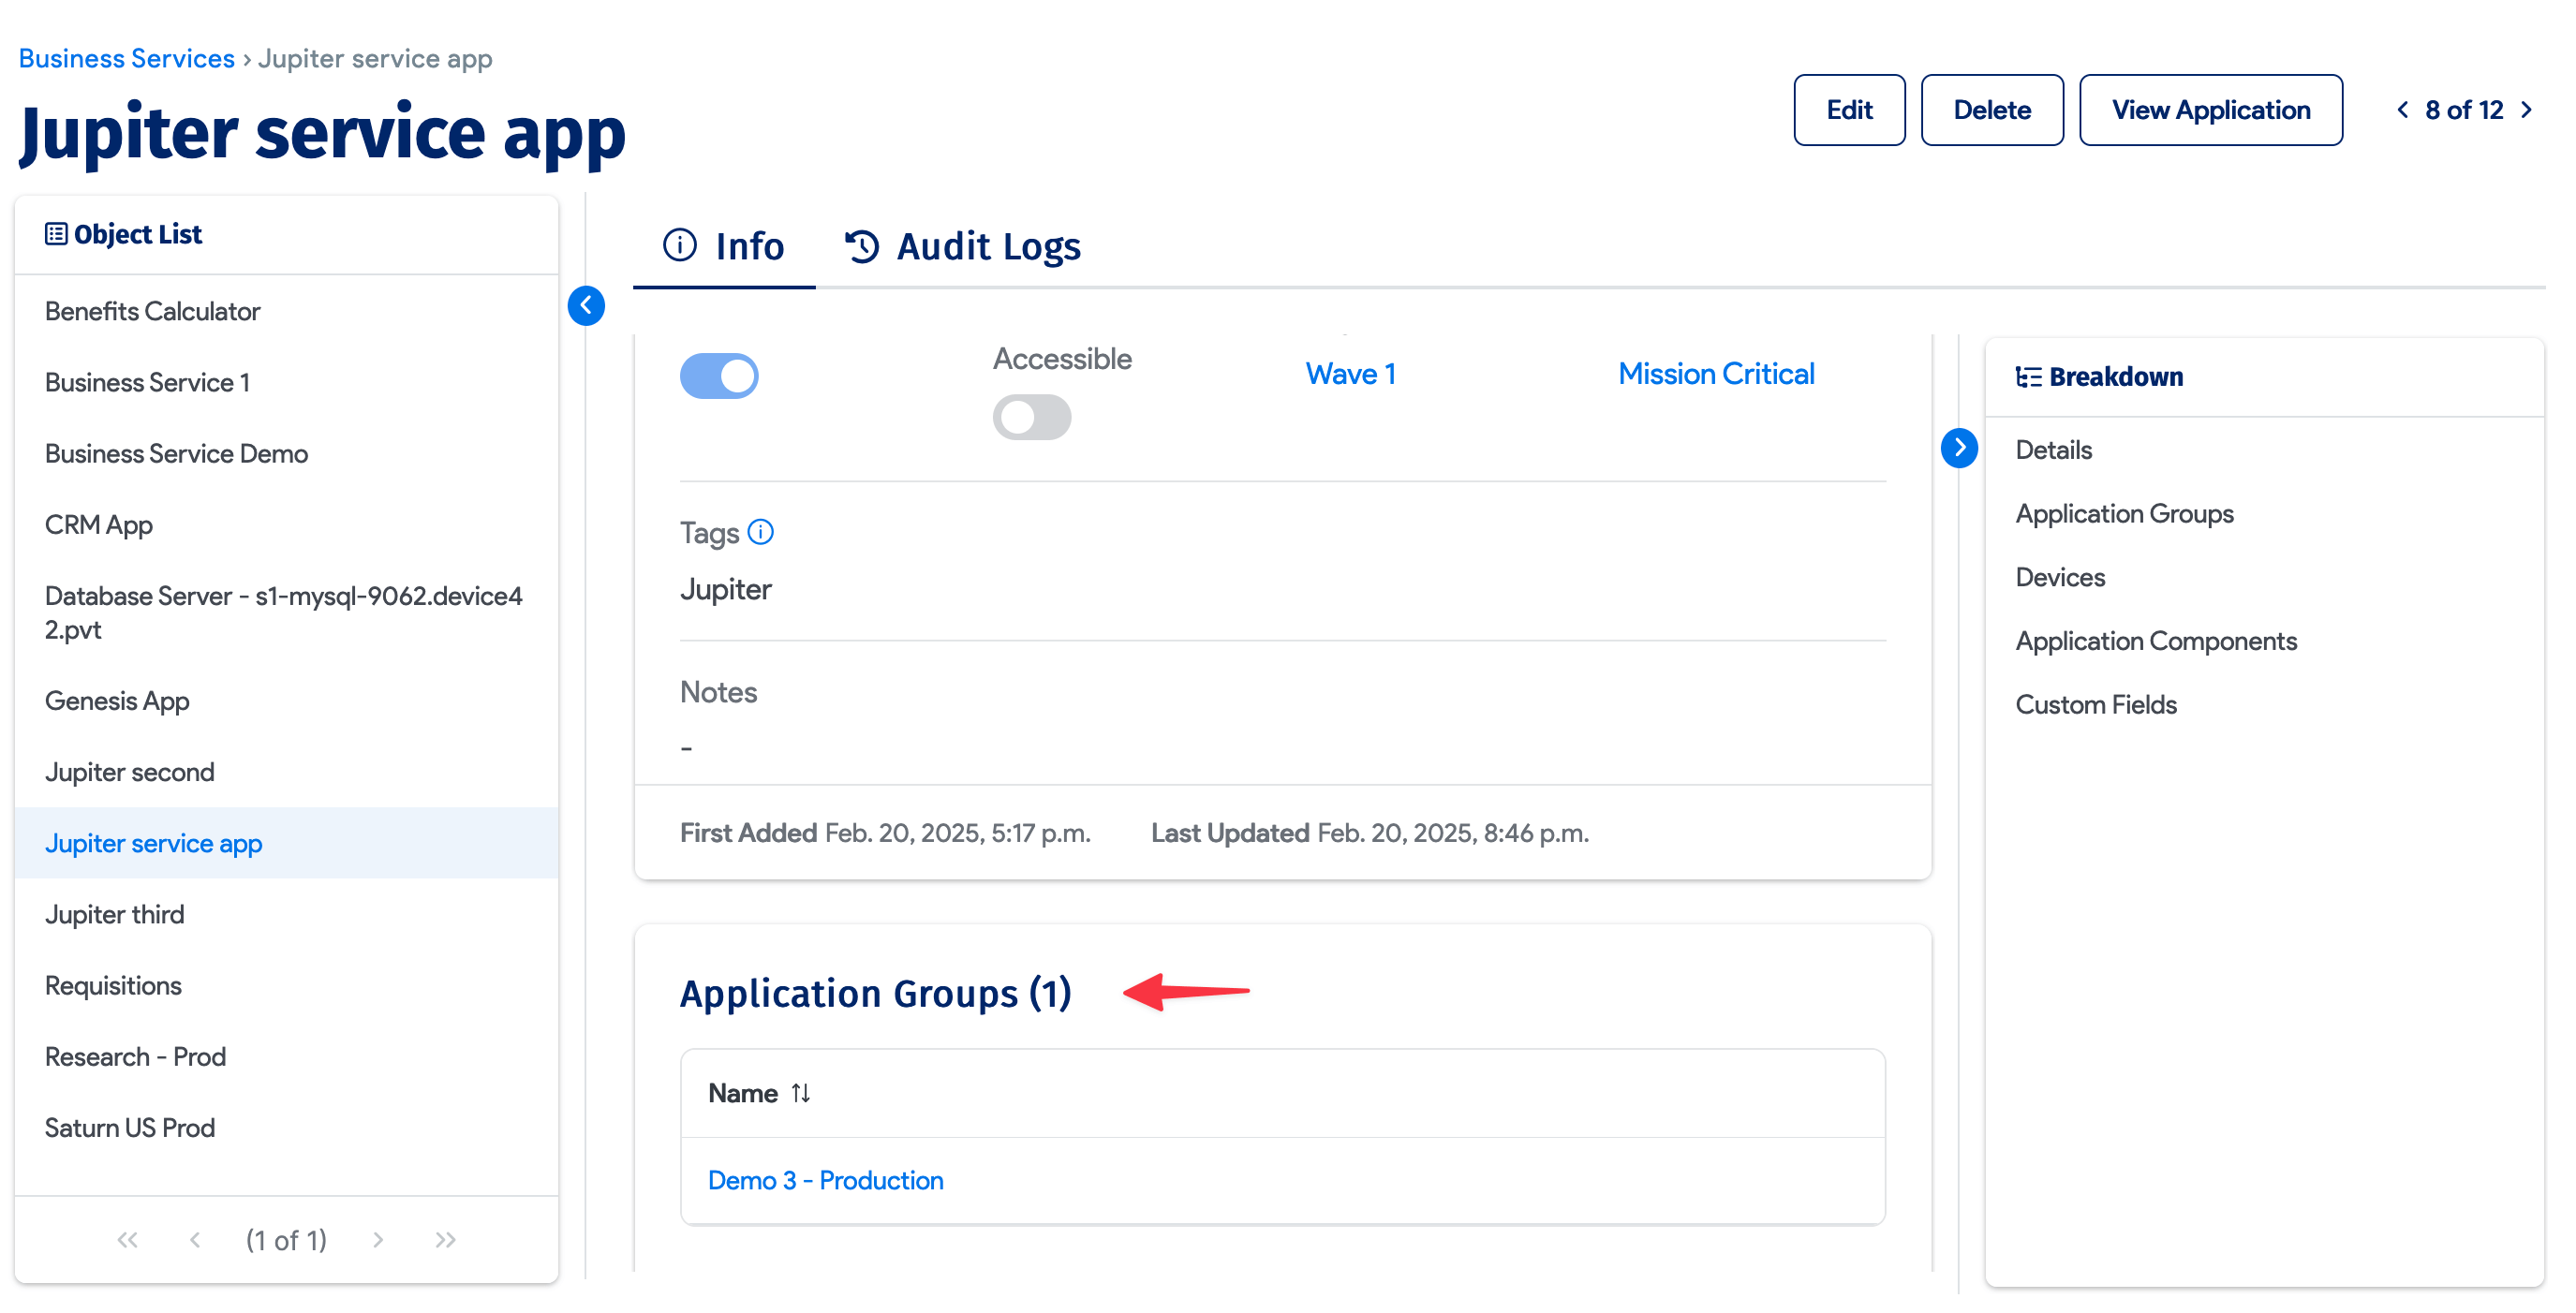 Business Services › Jupiter service app
Jupiter service app
Edit
Delete
View Application
8 of 12
Object List
Benefits Calculator
Business Service 1
Business Service Demo
CRM App
Database Server - s1-mysql-9062.device4
2.pvt
Genesis App
Jupiter second
Jupiter service app
Jupiter third
Requisitions
Research - Prod
Saturn US Prod
(1 of 1)
Info
Audit Logs
Accessible
Wave 1
Mission Critical
Tags
Jupiter
Notes
-
First Added Feb. 20, 2025, 5:17 p.m.
Last Updated Feb. 20, 2025, 8:46 p.m.
Application Groups (1)
Name
Demo 3 - Production
Breakdown
Details
Application Groups
Devices
Application Components
Custom Fields